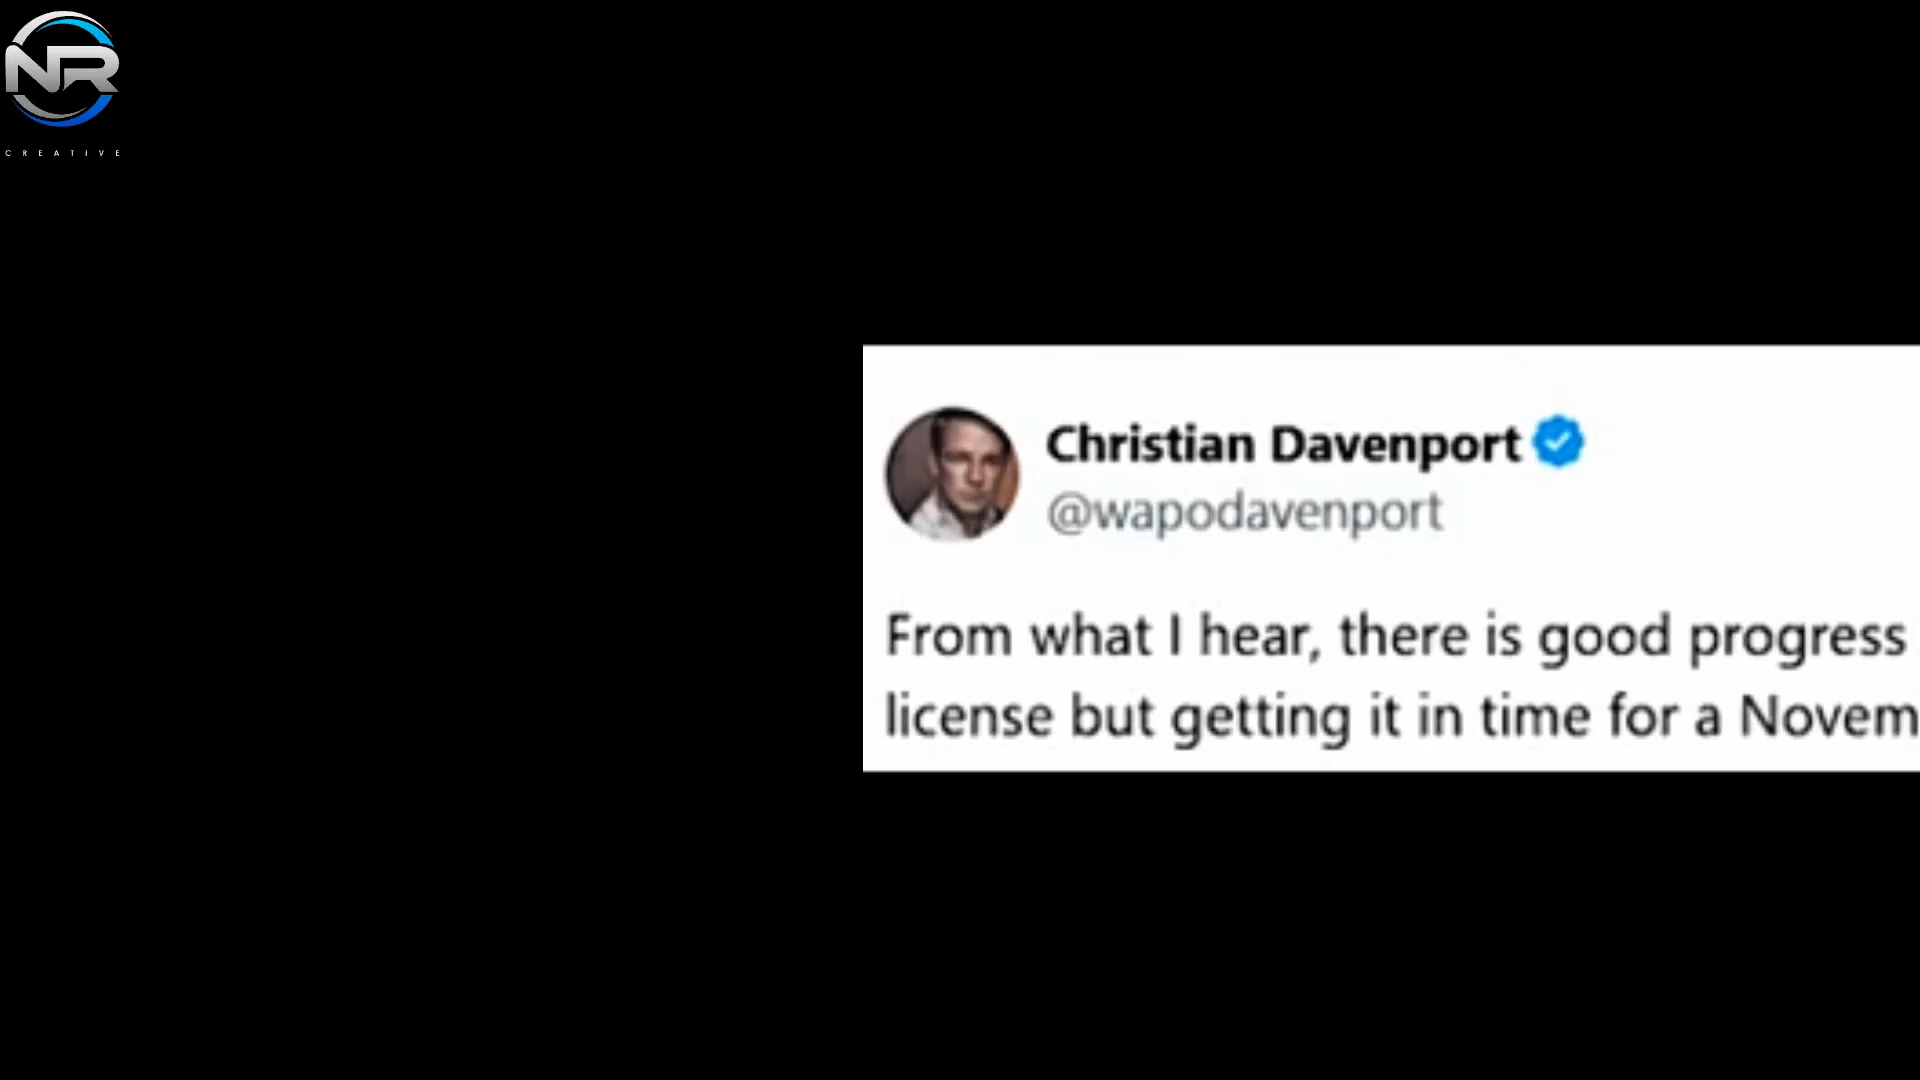 NR
CREATIVE
Christian Davenport
@wapodavenport
From what I hear, there is good progress
license but getting it in time for a Novem